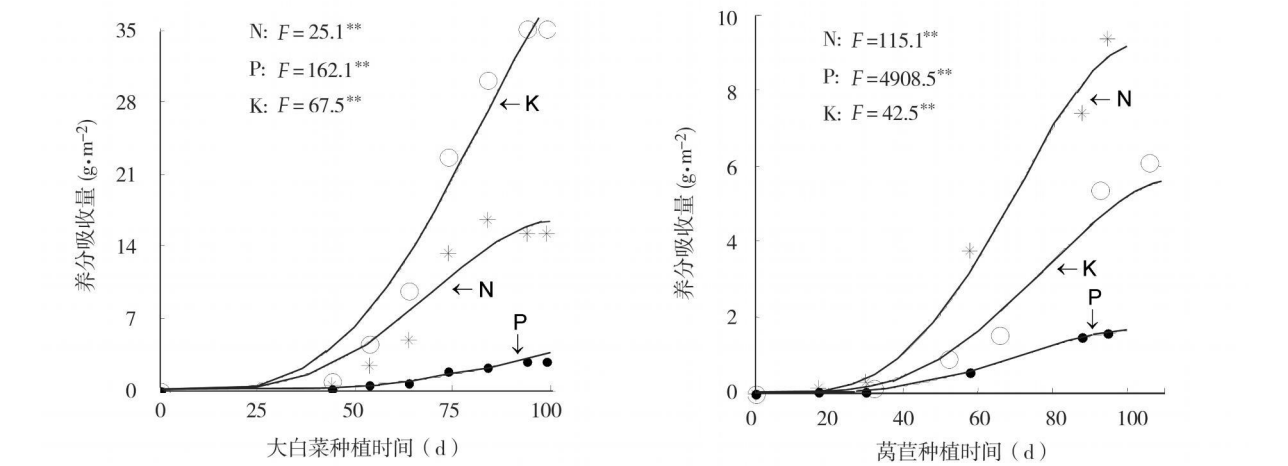 N: F=25.1**
P: F=162.1**
K: F=67.5**
35
28
21
14
7
0
养分吸收量 (g•m⁻²)
K
N
P
0 25 50 75 100
大白菜种植时间（d）
N: F=115.1**
P: F=4908.5**
K: F=42.5**
10
8
6
4
2
0
养分吸收量 (g•m⁻²)
N
K
P
0 20 40 60 80 100
莴苣种植时间（d）